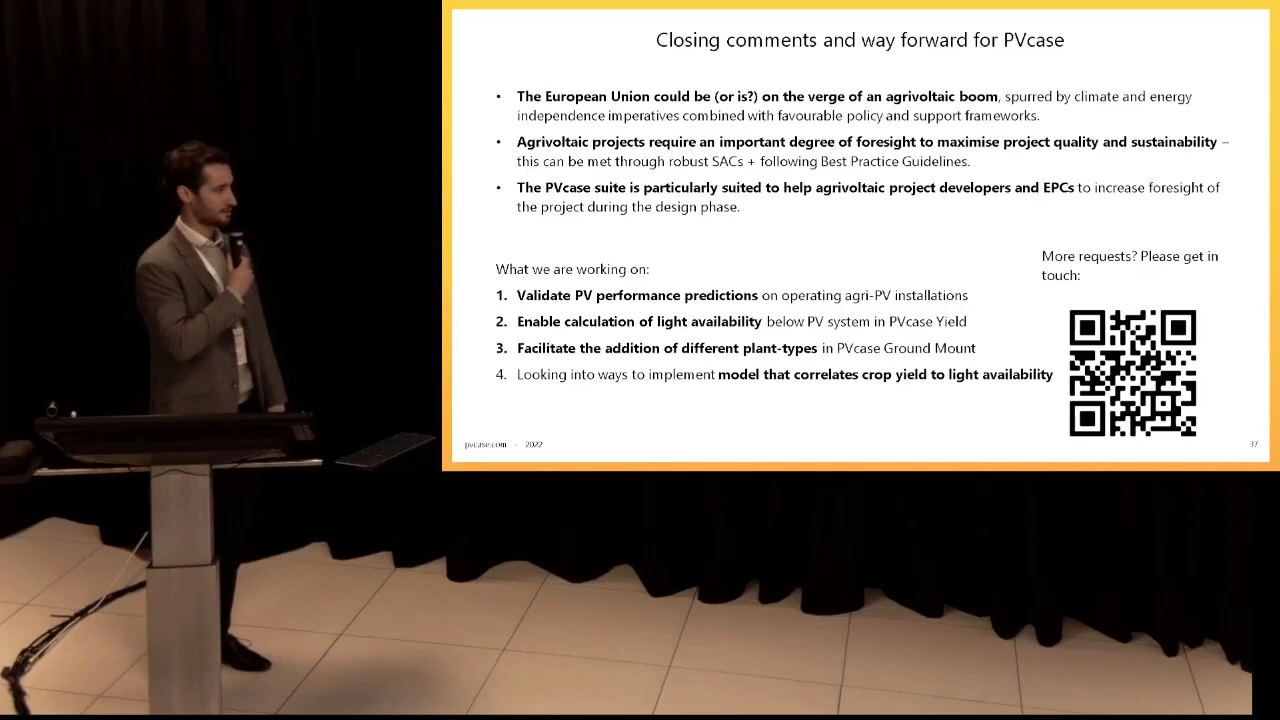 Closing comments and way forward for PVcase
• The European Union could be (or is?) on the verge of an agrivoltaic boom, spurred by climate and energy
independence imperatives combined with favourable policy and support frameworks.
• Agrivoltaic projects require an important degree of foresight to maximise project quality and sustainability –
this can be met through robust SACs + following Best Practice Guidelines.
• The PVcase suite is particularly suited to help agrivoltaic project developers and EPCs to increase foresight of
the project during the design phase.
More requests? Please get in
touch:
What we are working on:
1. Validate PV performance predictions on operating agri-PV installations
2. Enable calculation of light availability below PV system in PVcase Yield
3. Facilitate the addition of different plant-types in PVcase Ground Mount
4. Looking into ways to implement model that correlates crop yield to light availability
pvcase.com · 2022
37